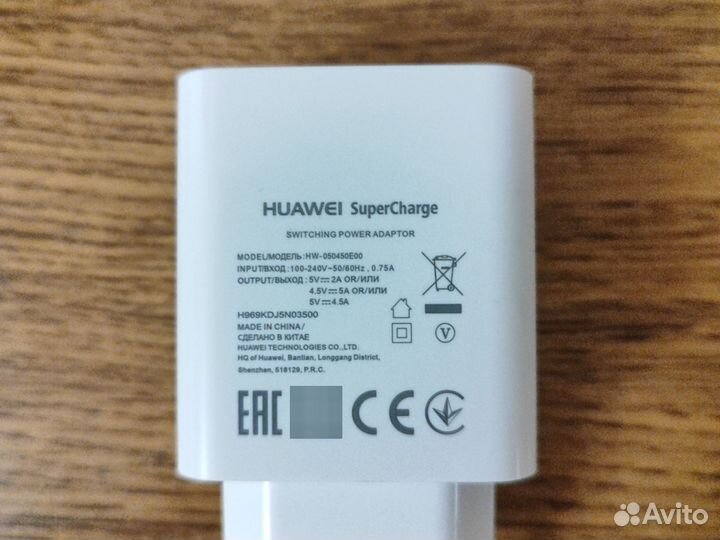 HUAWEI SuperCharge
SWITCHING POWER ADAPTOR
MODEL/МОДЕЛЬ: HW-050450E00
INPUT/ВХОД : 100-240V~50/60Hz , 0.75A
OUTPUT/ВЫХОД : 5V⎓2A OR/ИЛИ
4.5V⎓5A OR/ИЛИ
5V⎓4.5A
H969KDJ5N03500
MADE IN CHINA/
СДЕЛАНО В КИТАЕ
HUAWEI TECHNOLOGIES CO.,LTD.
HQ of Huawei, Bantian, Longgang District,
Shenzhen, 518129, P.R.C.
V
EAC CE
Avito